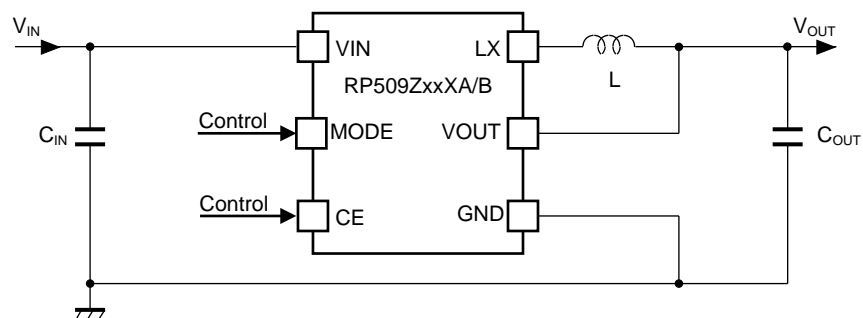 VIN VOUT
VIN LX
RP509ZxxXA/B L
Control
MODE VOUT
CIN COUT
Control
CE GND